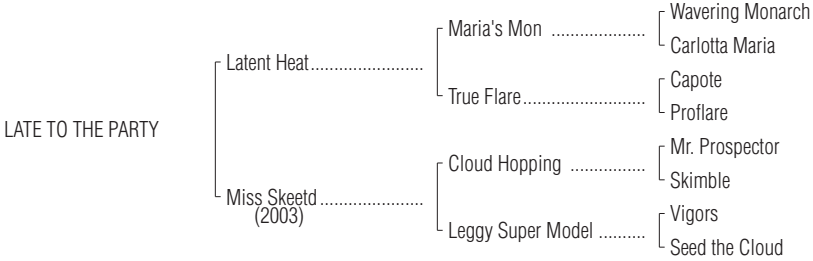 Wavering Monarch
Maria's Mon ....................
Carlotta Maria
Latent Heat........................
Capote
True Flare..........................
Proflare
LATE TO THE PARTY
Mr. Prospector
Cloud Hopping ................
Skimble
Miss Skeetd......................
(2003)
Vigors
Leggy Super Model ..........
Seed the Cloud